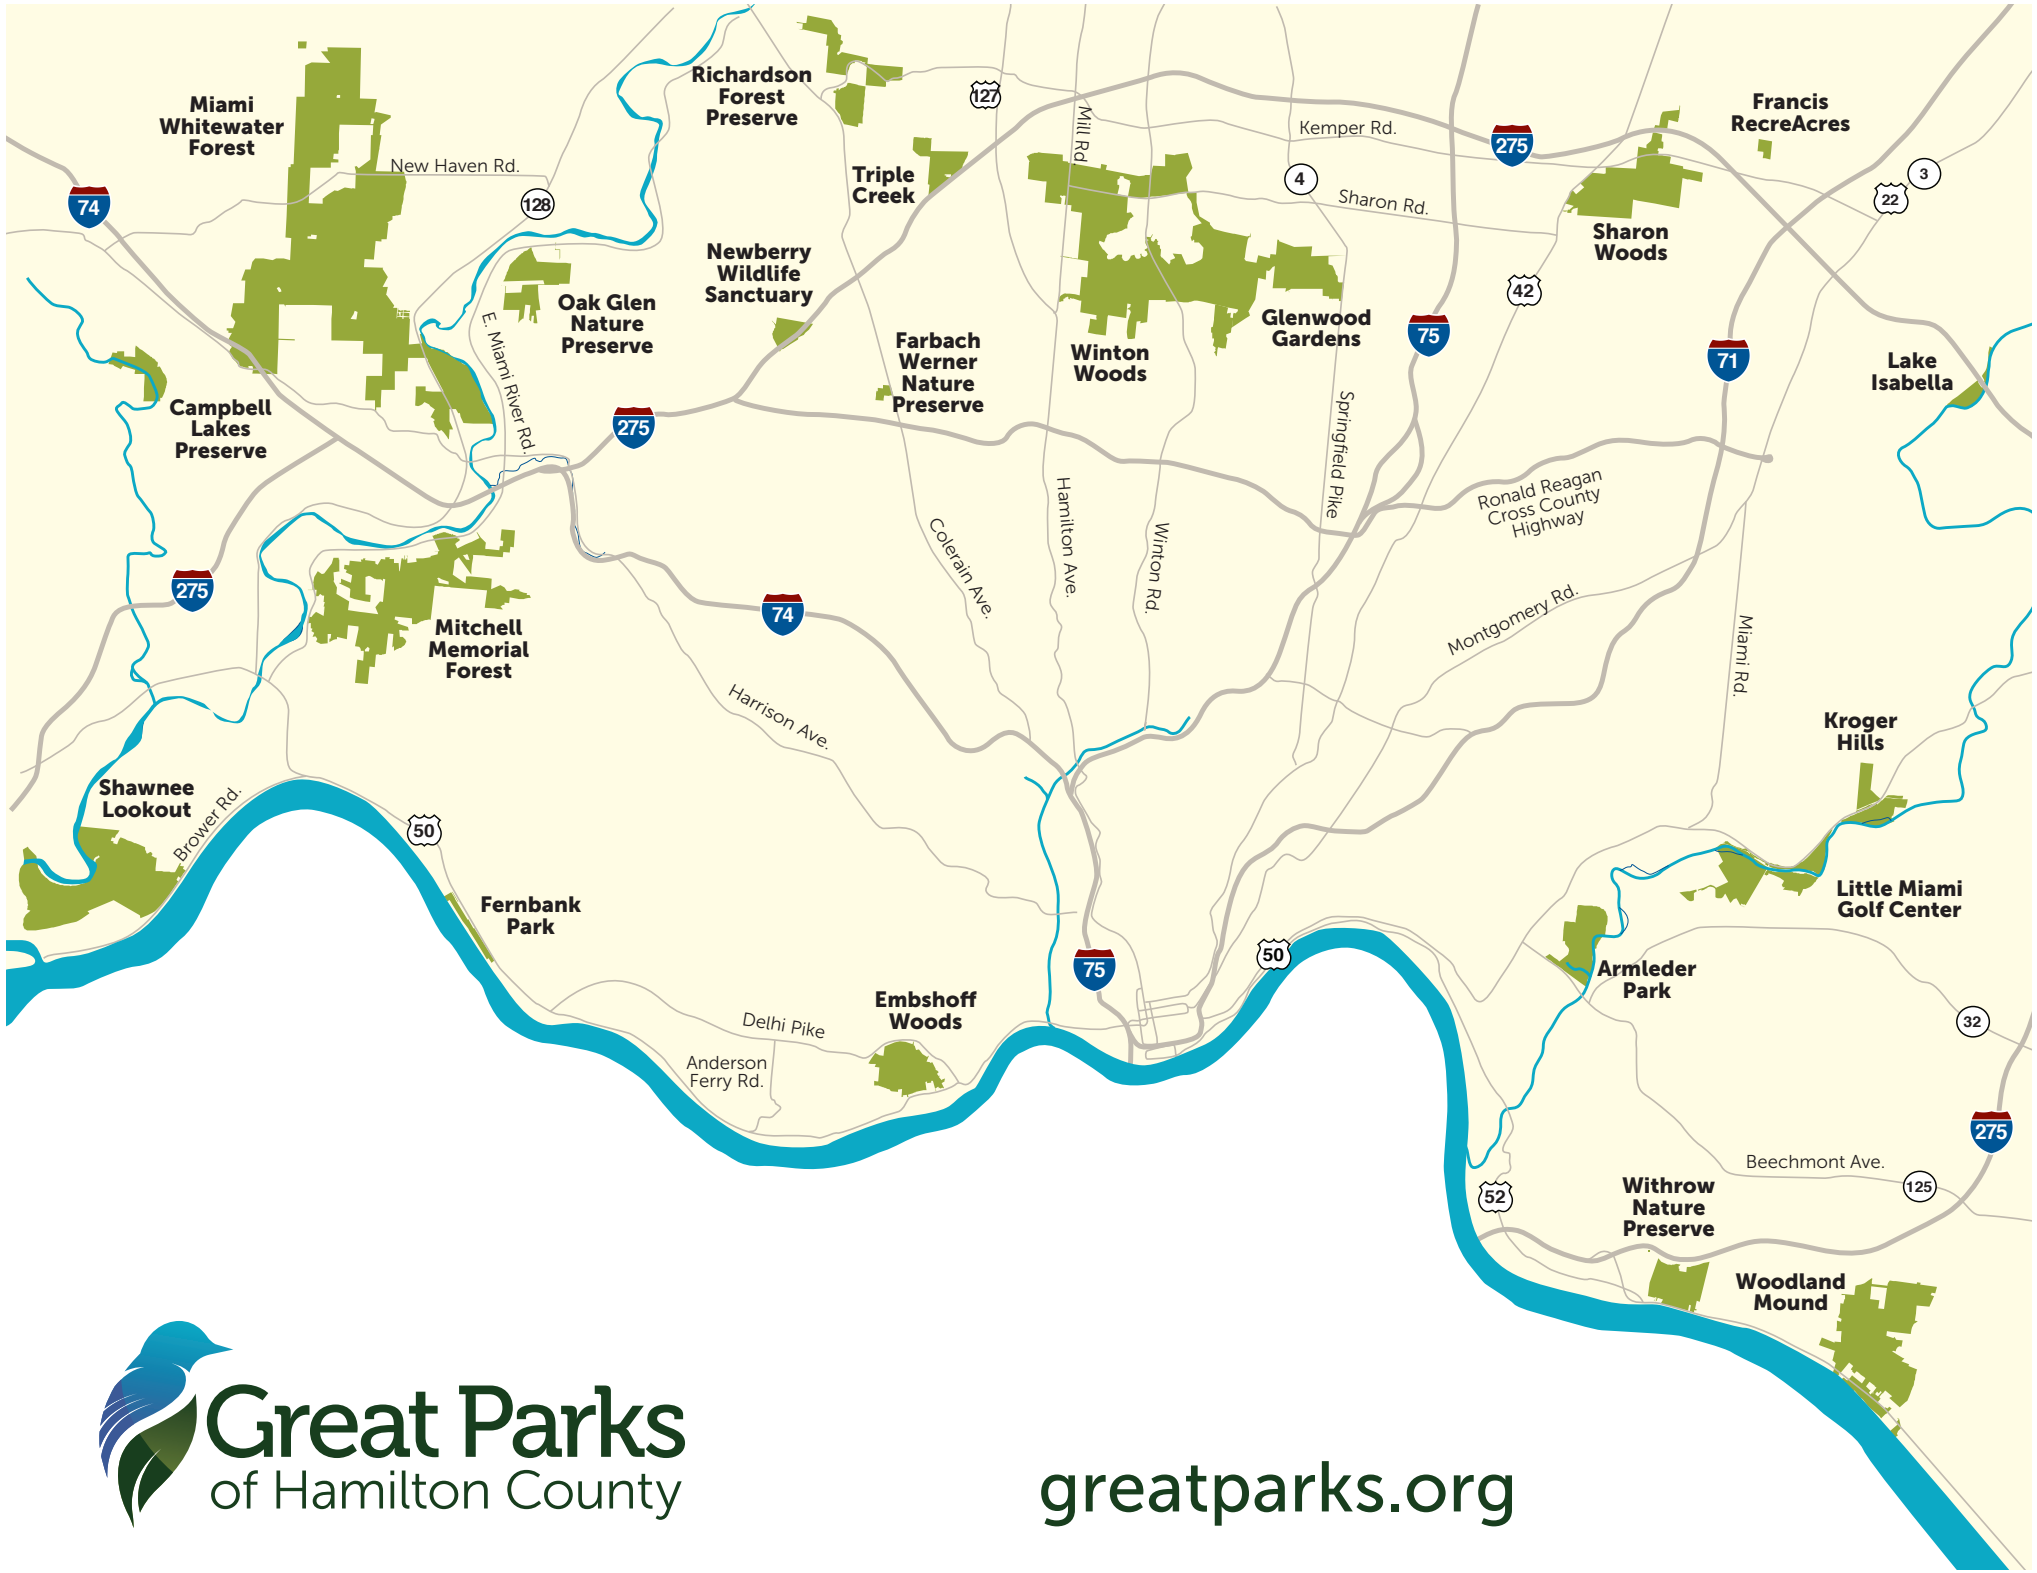 Richardson
Forest
Preserve
Miami
Whitewater
Forest
127
Mill Rd.
Kemper Rd.
275
Francis
RecreAcres
New Haven Rd.
74
128
Triple
Creek
4
Sharon Rd.
3
22
Sharon
Woods
Newberry
Wildlife
Sanctuary
Oak Glen
Nature
Preserve
E. Miami River Rd.
42
Glenwood
Gardens
75
Farbach
Werner
Nature
Preserve
Winton
Woods
71
Lake
Isabella
Campbell
Lakes
Preserve
275
Springfield Pike
Ronald Reagan
Cross County
Highway
Hamilton Ave.
Winton Rd.
Colerain Ave.
275
74
Montgomery Rd.
Miami Rd.
Mitchell
Memorial
Forest
Harrison Ave.
Kroger
Hills
Shawnee
Lookout
Brower Rd.
50
Fernbank
Park
Little Miami
Golf Center
75
50
Armleder
Park
Embshoff
Woods
Delhi Pike
32
Anderson
Ferry Rd.
275
Beechmont Ave.
125
52
Withrow
Nature
Preserve
Woodland
Mound
Great Parks
of Hamilton County
greatparks.org